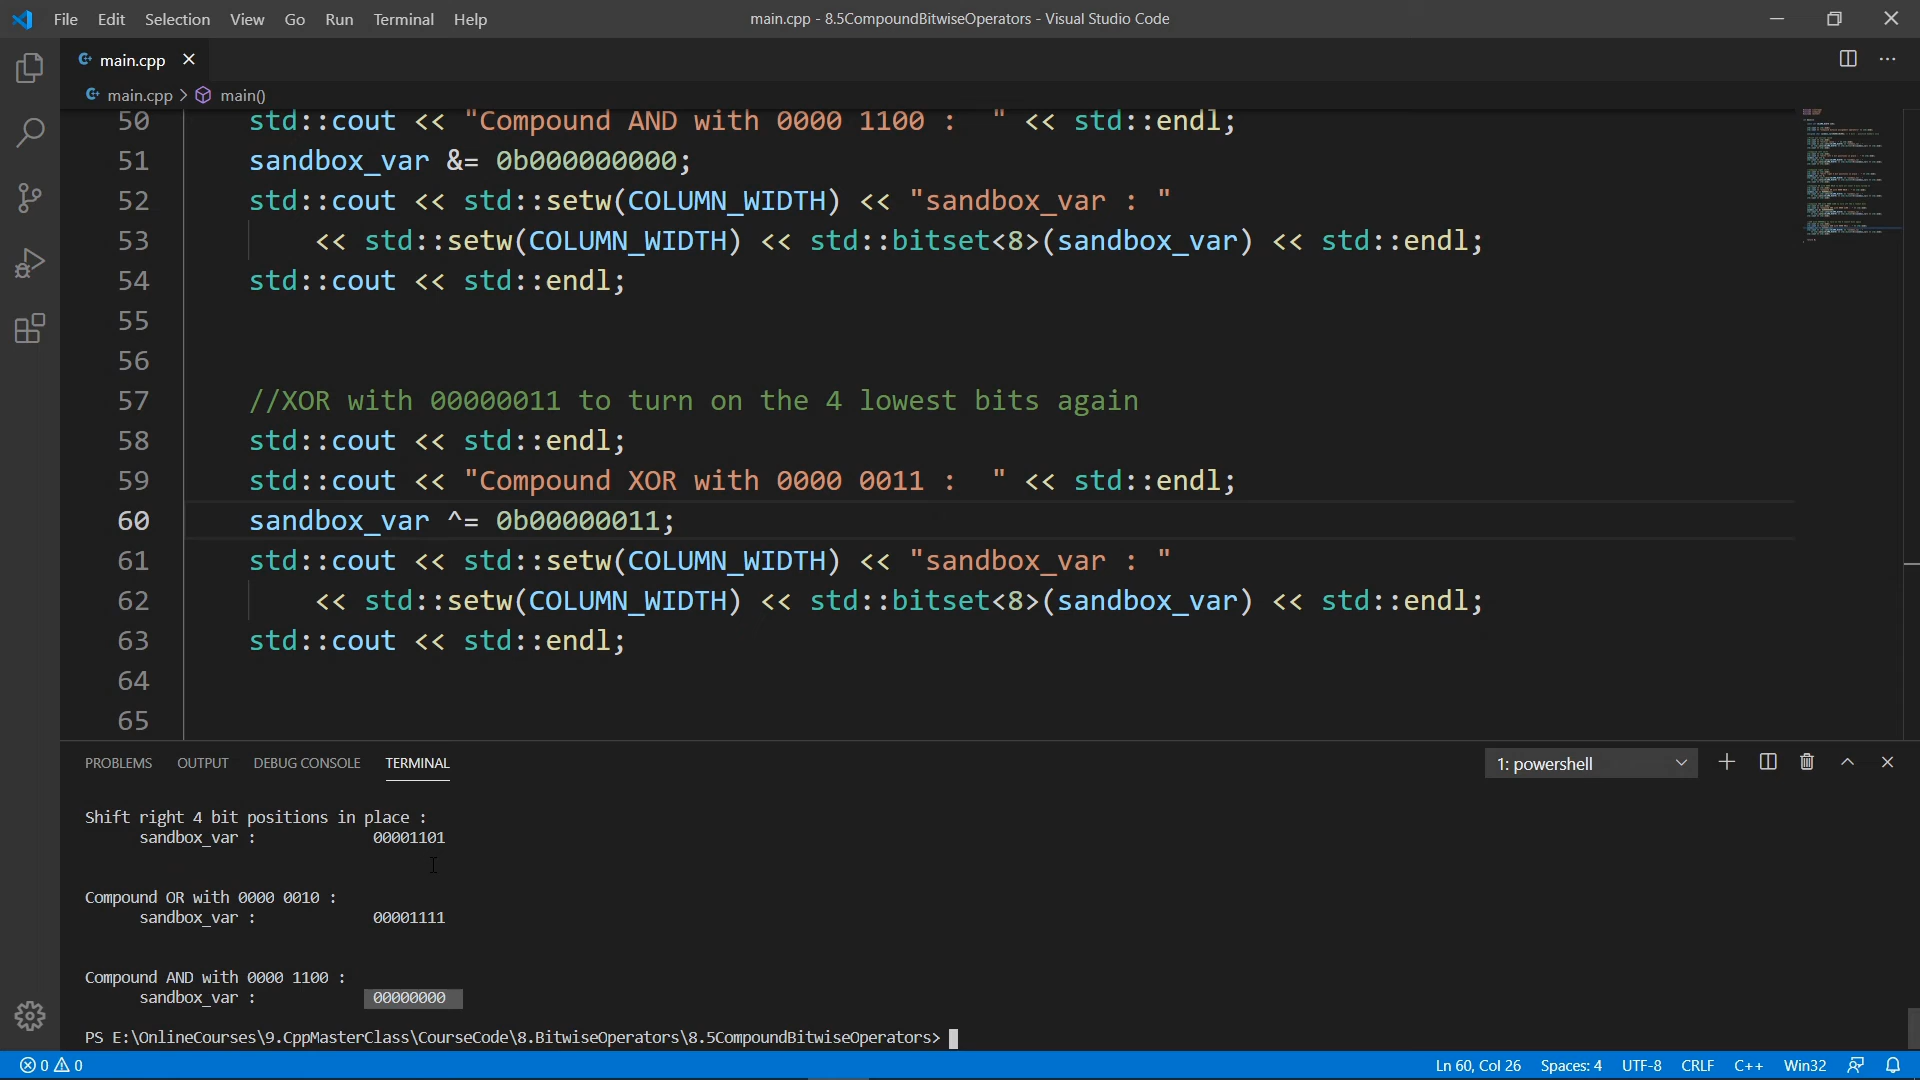 File Edit Selection View Go Run Terminal Help
main.cpp - 8.5CompoundBitwiseOperators - Visual Studio Code
main.cpp
main.cpp > main()
50 std::cout << "Compound AND with 0000 1100 :  " << std::endl;
51 sandbox_var &= 0b000000000;
52 std::cout << std::setw(COLUMN_WIDTH) << "sandbox_var : "
53 << std::setw(COLUMN_WIDTH) << std::bitset<8>(sandbox_var) << std::endl;
54 std::cout << std::endl;
55
56
57 //XOR with 00000011 to turn on the 4 lowest bits again
58 std::cout << std::endl;
59 std::cout << "Compound XOR with 0000 0011 :  " << std::endl;
60 sandbox_var ^= 0b00000011;
61 std::cout << std::setw(COLUMN_WIDTH) << "sandbox_var : "
62 << std::setw(COLUMN_WIDTH) << std::bitset<8>(sandbox_var) << std::endl;
63 std::cout << std::endl;
64
65
PROBLEMS OUTPUT DEBUG CONSOLE TERMINAL 1: powershell
Shift right 4 bit positions in place :
sandbox_var : 00001101
Compound OR with 0000 0010 :
sandbox_var : 00001111
Compound AND with 0000 1100 :
sandbox_var : 00000000
PS E:\OnlineCourses\9.CppMasterClass\CourseCode\8.BitwiseOperators\8.5CompoundBitwiseOperators>
0 0 Ln 60, Col 26 Spaces: 4 UTF-8 CRLF C++ Win32